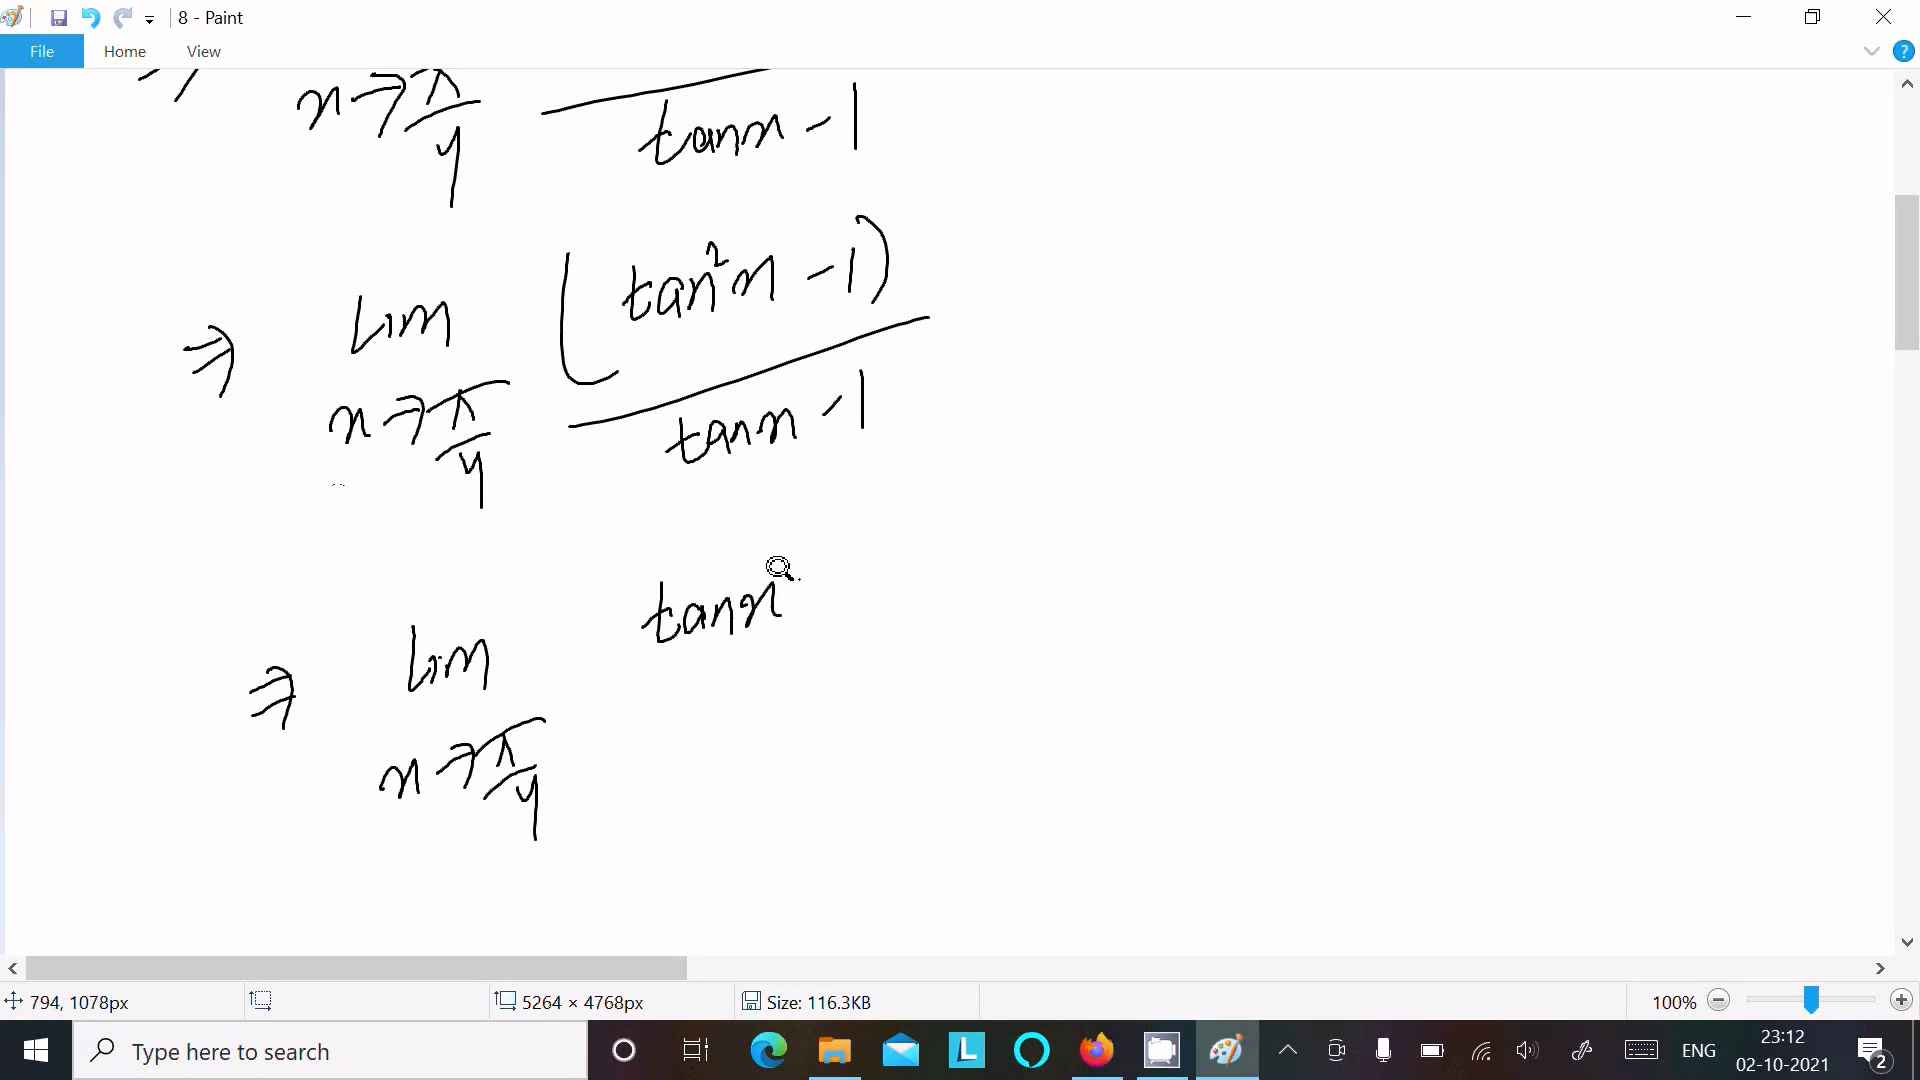 8 - Paint
File Home View
⇒ x→π/4 tanx -1
⇒ Lim (tan²x -1)
x→π/4 tanx -1
⇒ Lim tanx
x→π/4
794, 1078px 5264 × 4768px Size: 116.3KB 100%
Type here to search L ENG 23:12
02-10-2021 2